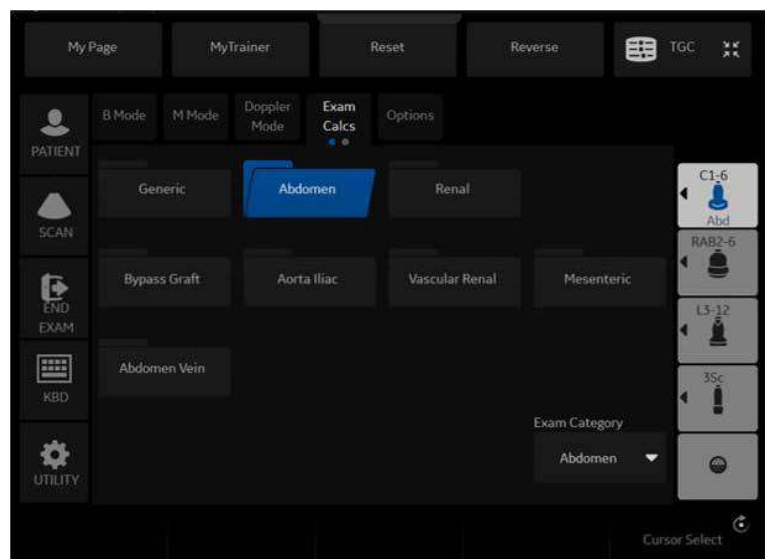 My Page MyTrainer Reset Reverse TGC
PATIENT
B Mode M Mode Doppler Mode Exam Calcs Options
Generic Abdomen Renal
C1-6
Abd
SCAN
RAB2-6
Bypass Graft Aorta Iliac Vascular Renal Mesenteric
END
EXAM
L3-12
Abdomen Vein
KBD
3Sc
Exam Category
Abdomen
UTILITY
Cursor Select